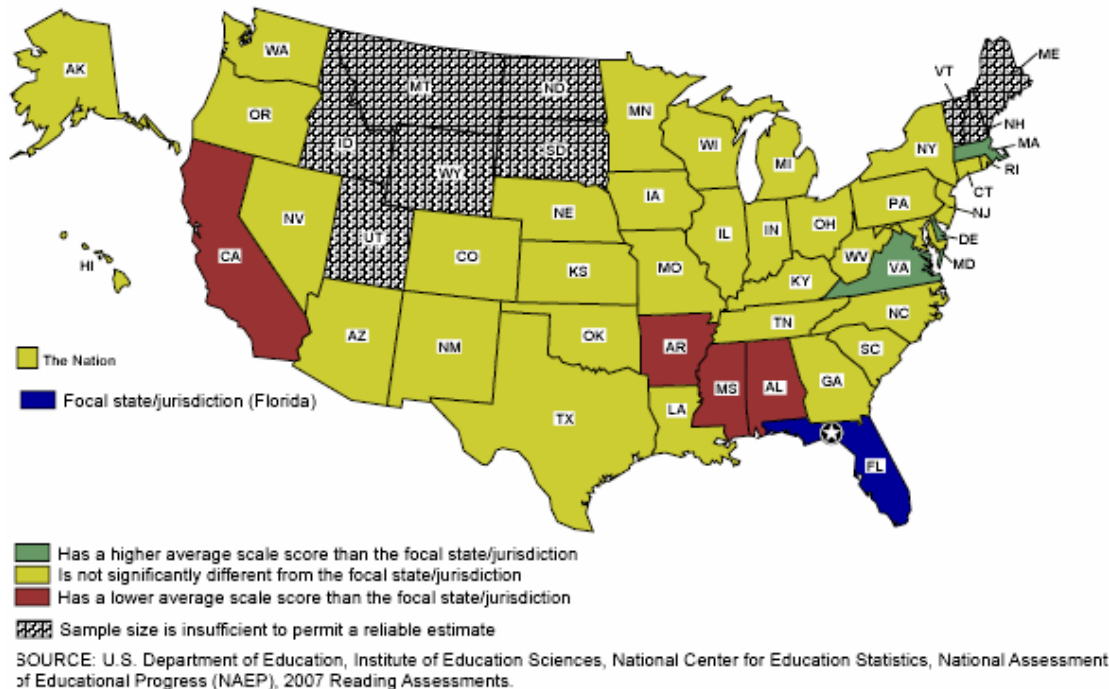 AK
WA
OR
CA
NV
ID
MT
WY
UT
AZ
CO
NM
ND
SD
NE
KS
OK
TX
MN
IA
MO
AR
LA
WI
IL
MI
IN
OH
KY
TN
MS
AL
GA
FL
SC
NC
VA
WV
PA
NY
VT
ME
NH
MA
RI
CT
NJ
DE
MD
HI
The Nation
Focal state/jurisdiction (Florida)
Has a higher average scale score than the focal state/jurisdiction
Is not significantly different from the focal state/jurisdiction
Has a lower average scale score than the focal state/jurisdiction
Sample size is insufficient to permit a reliable estimate
SOURCE: U.S. Department of Education, Institute of Education Sciences, National Center for Education Statistics, National Assessment
of Educational Progress (NAEP), 2007 Reading Assessments.